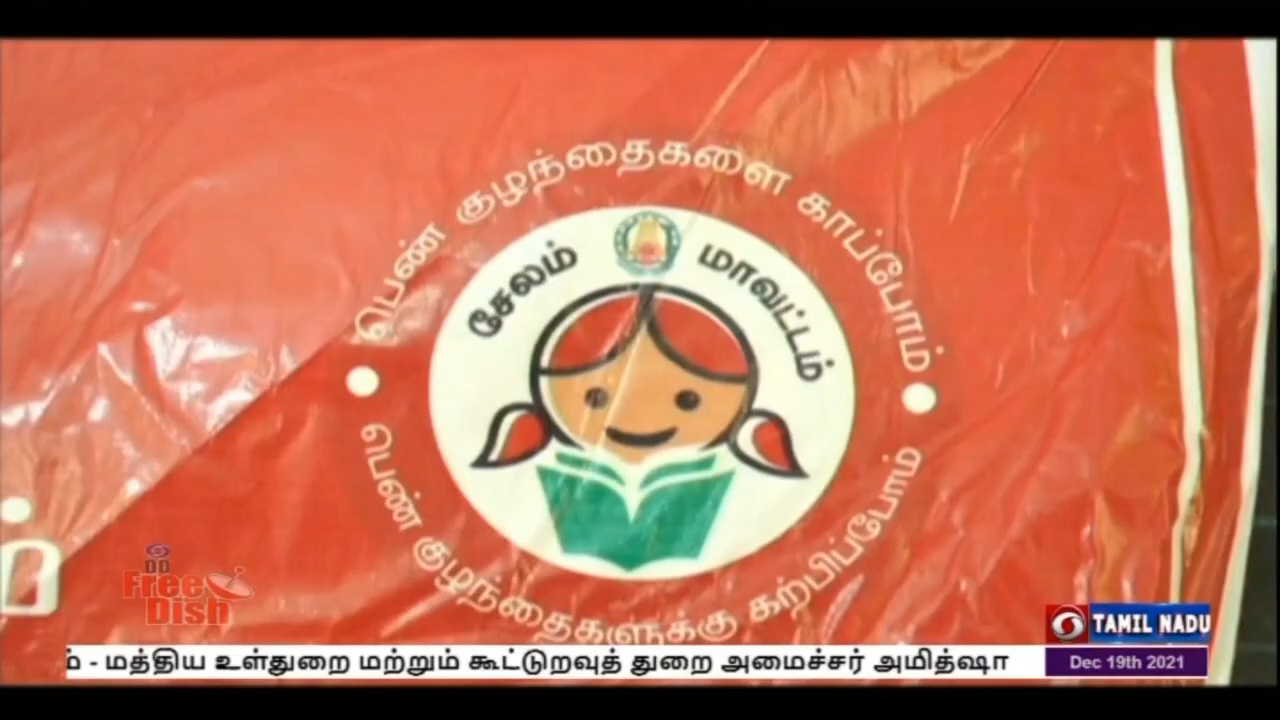 பெண் குழந்தைகளை காப்போம்
சேலம் மாவட்டம்
பெண் குழந்தைகளுக்கு கற்பிப்போம்
DD
Free
Dish
TAMIL NADU
- மத்திய உள்துறை மற்றும் கூட்டுறவுத் துறை அமைச்சர் அமித்ஷா
Dec 19th 2021